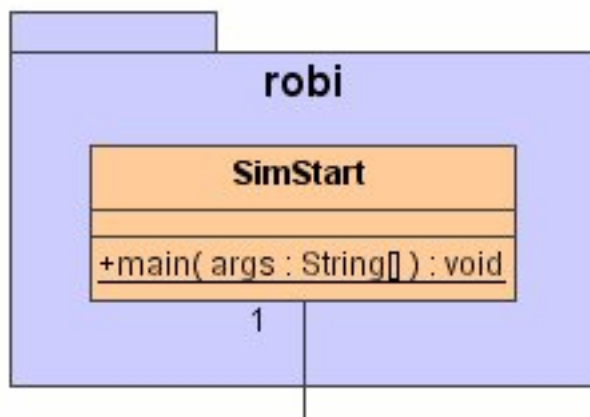 robi
SimStart
+main( args : String[] ) : void
1